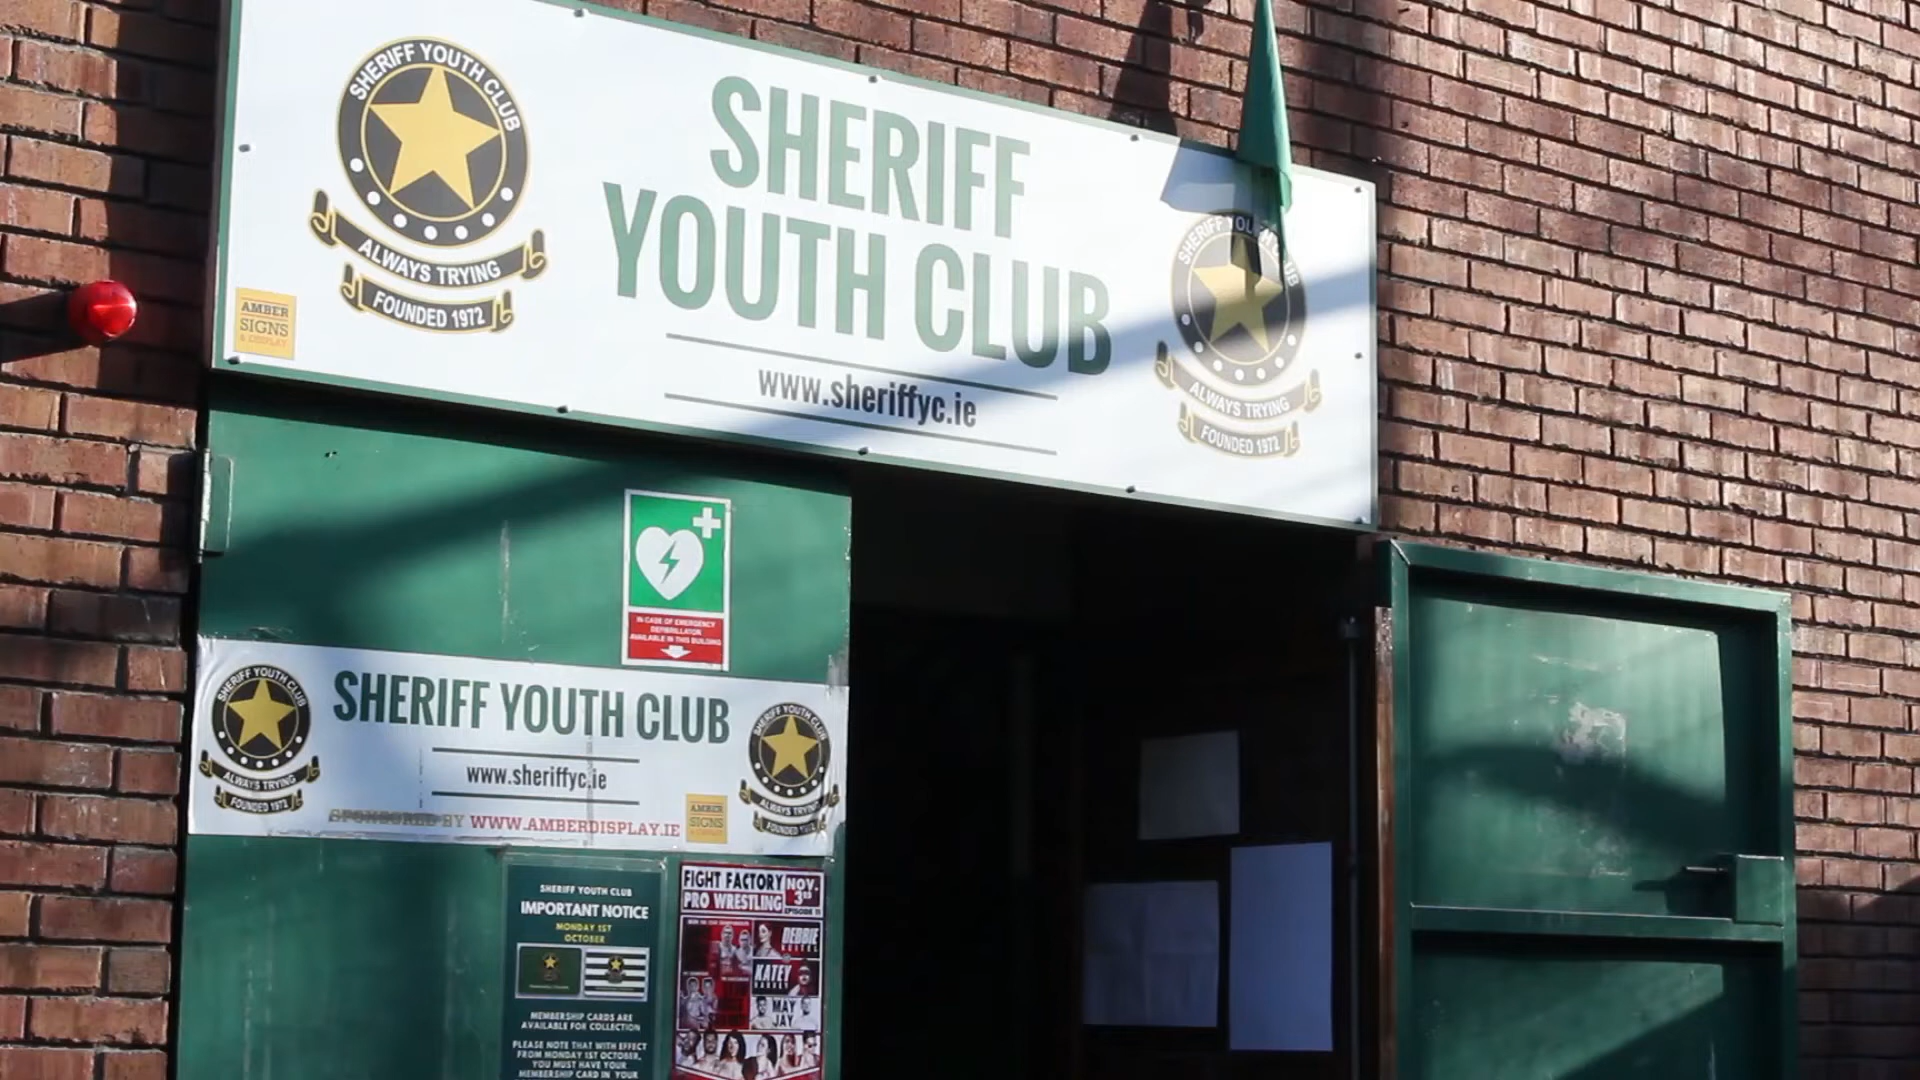 SHERIFF YOUTH CLUB
ALWAYS TRYING
FOUNDED 1972
AMBER
SIGNS
& DISPLAY
SHERIFF
YOUTH CLUB
www.sheriffyc.ie
SHERIFF YOUTH CLUB
ALWAYS TRYING
FOUNDED 1972
IN CASE OF EMERGENCY
DEFIBRILLATOR
AVAILABLE IN THIS BUILDING
SHERIFF YOUTH CLUB
ALWAYS TRYING
FOUNDED 1972
SHERIFF YOUTH CLUB
www.sheriffyc.ie
SPONSORED BY WWW.AMBERDISPLAY.IE
AMBER
SIGNS
SHERIFF YOUTH CLUB
ALWAYS TRYING
FOUNDED 1972
SHERIFF YOUTH CLUB
IMPORTANT NOTICE
MONDAY 1ST
OCTOBER
MEMBERSHIP CARDS ARE
AVAILABLE FOR COLLECTION
PLEASE NOTE THAT WITH EFFECT
FROM MONDAY 1ST OCTOBER,
YOU MUST HAVE YOUR
MEMBERSHIP CARD IN YOUR
FIGHT FACTORY
PRO WRESTLING
NOV.
3RD
EPISODE 11
DEBBIE
KEITEL
KATEY
HARVEY
MAY
JAY